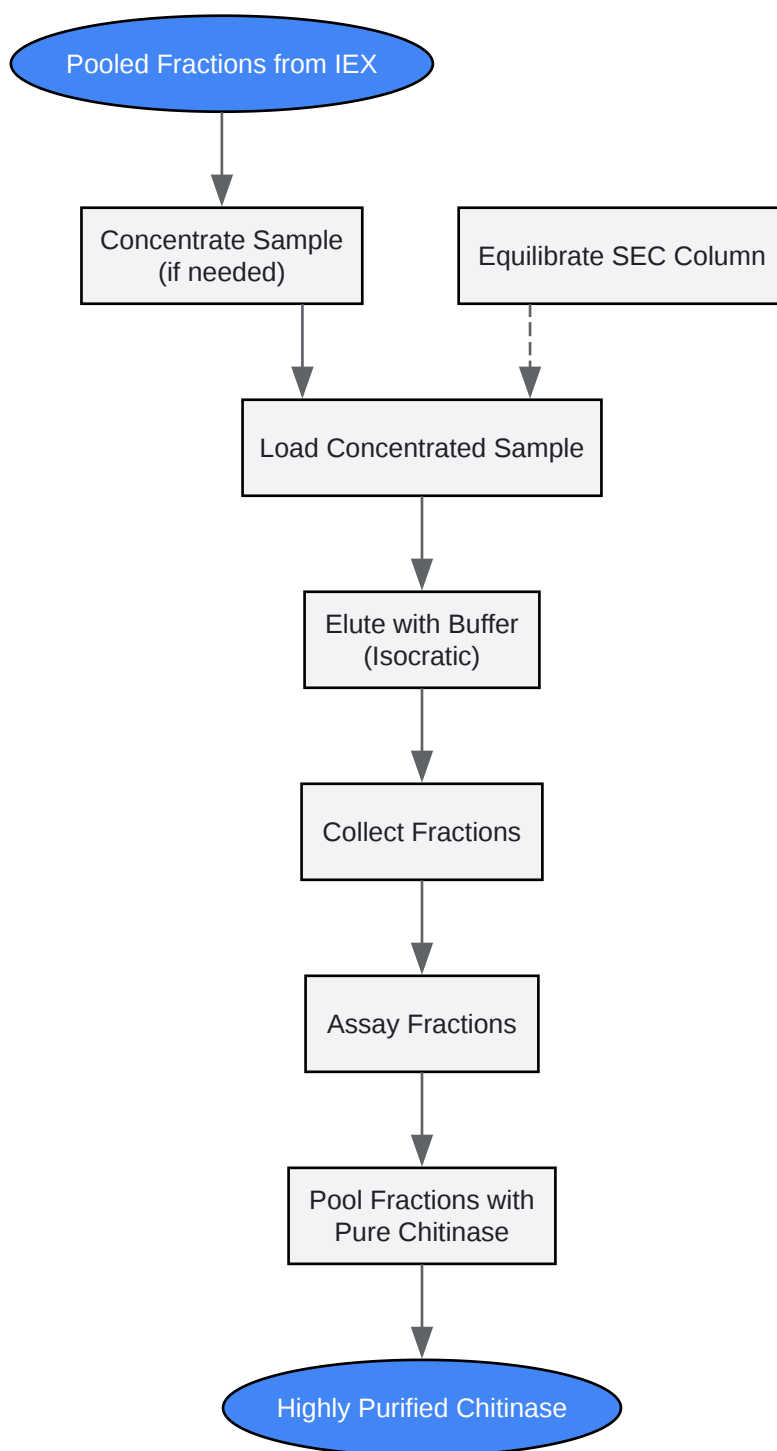 Pooled Fractions from IEX
Concentrate Sample
(if needed)
Equilibrate SEC Column
Load Concentrated Sample
Elute with Buffer
(Isocratic)
Collect Fractions
Assay Fractions
Pool Fractions with
Pure Chitinase
Highly Purified Chitinase